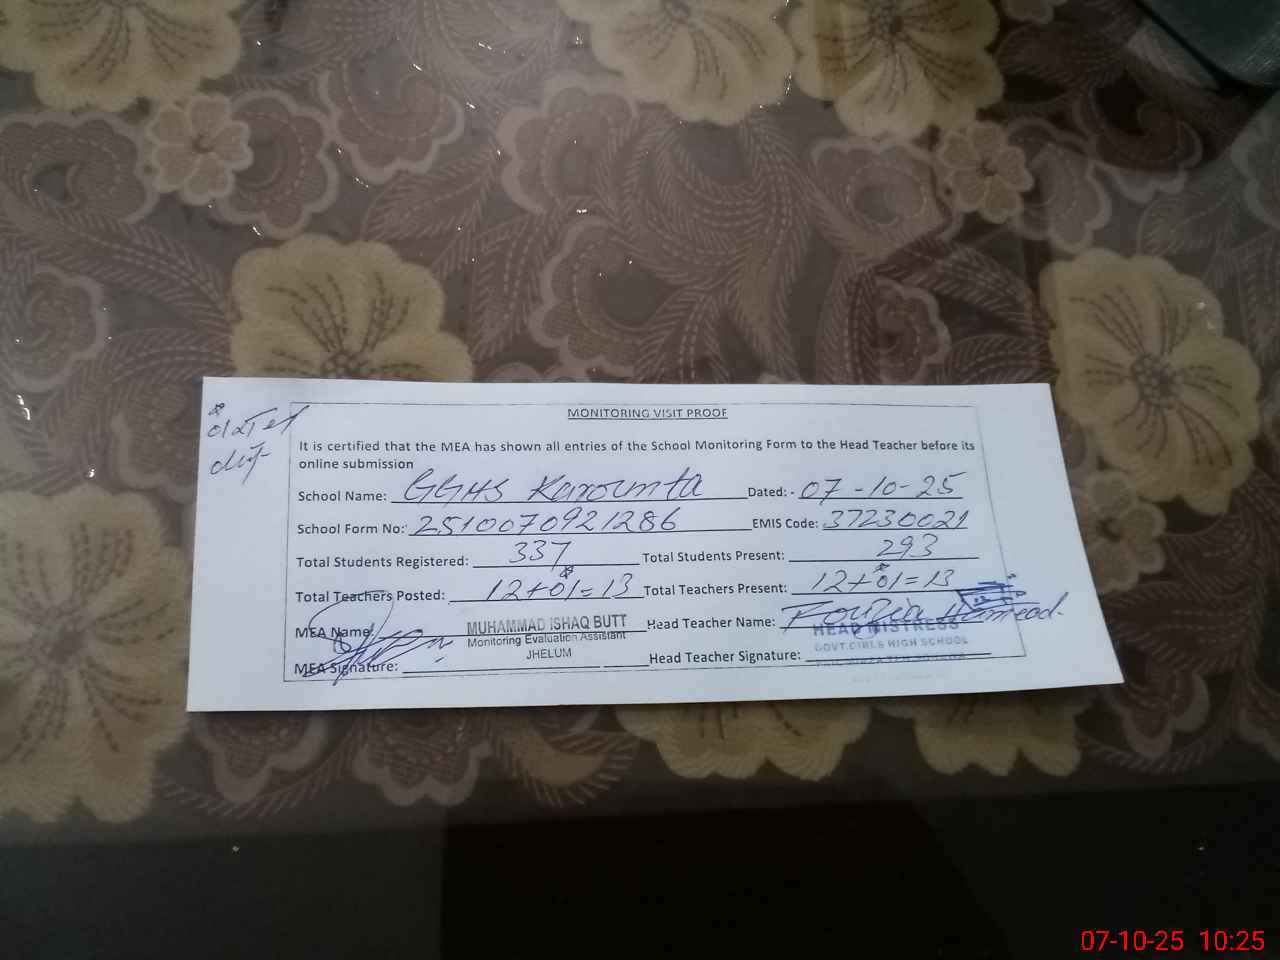 MONITORING VISIT PROOF
It is certified that the MEA has shown all entries of the School Monitoring Form to the Head Teacher before its
online submission
School Name: GGHS Karounta Dated: - 07-10-25
School Form No: 2510070921286 EMIS Code: 37230021
Total Students Registered: 337 Total Students Present: 293
Total Teachers Posted: 12+01=13 Total Teachers Present: 12+01=13
MEA Name: MUHAMMAD ISHAQ BUTT Head Teacher Name: Fouzia
Monitoring Evaluation Assistant HEAD MISTRESS
JHELUM GOVT.GIRLS HIGH SCHOOL
MEA Signature: Head Teacher Signature:
07-10-25 10:25